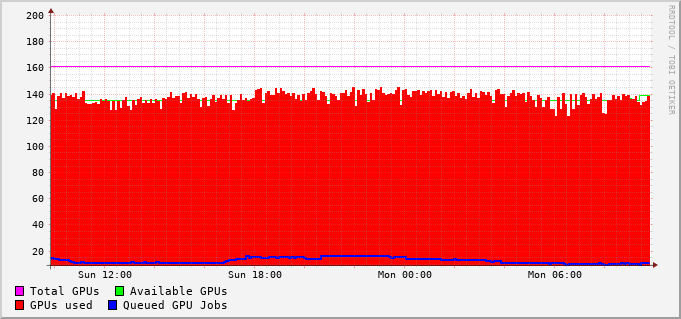 200
180
160
140
120
100
80
60
40
20
Sun 12:00 Sun 18:00 Mon 00:00 Mon 06:00
Total GPUs Available GPUs
GPUs used Queued GPU Jobs
RRDTOOL / TOBI OETIKER